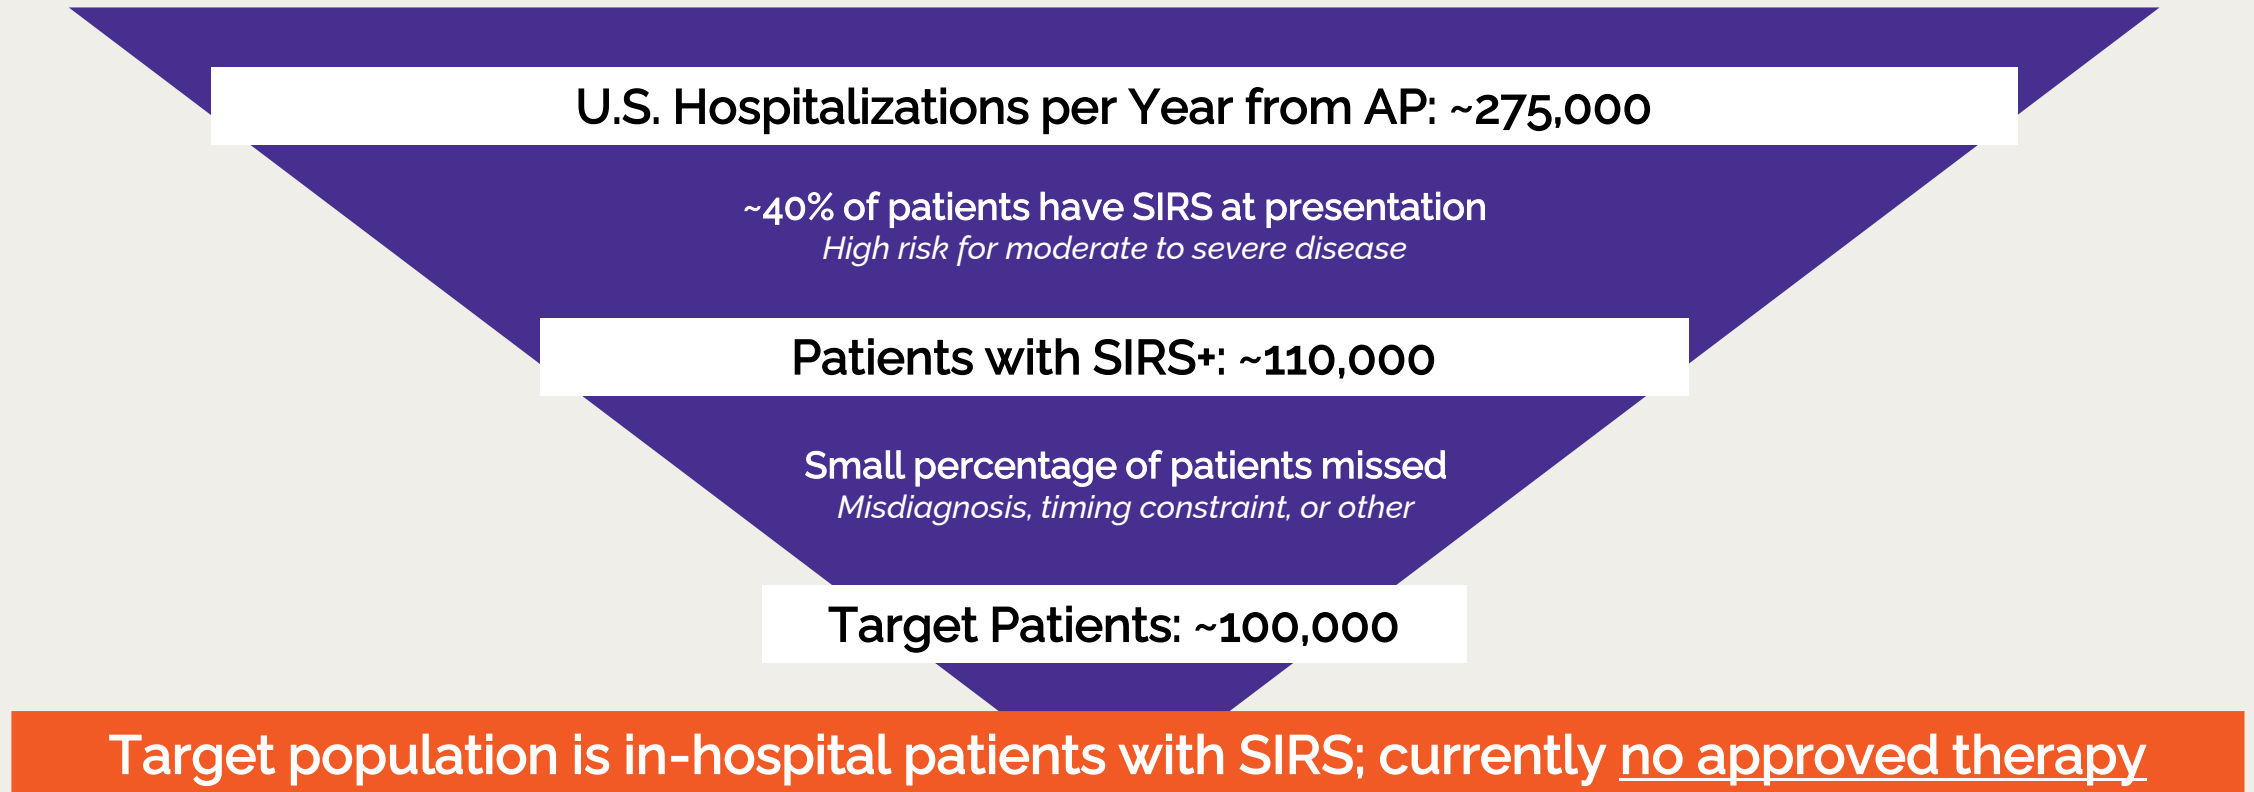 U.S. Hospitalizations per Year from AP: ~275,000
~40% of patients have SIRS at presentation
High risk for moderate to severe disease
Patients with SIRS+: ~110,000
Small percentage of patients missed
Misdiagnosis, timing constraint, or other
Target Patients: ~100,000
Target population is in-hospital patients with SIRS; currently no approved therapy